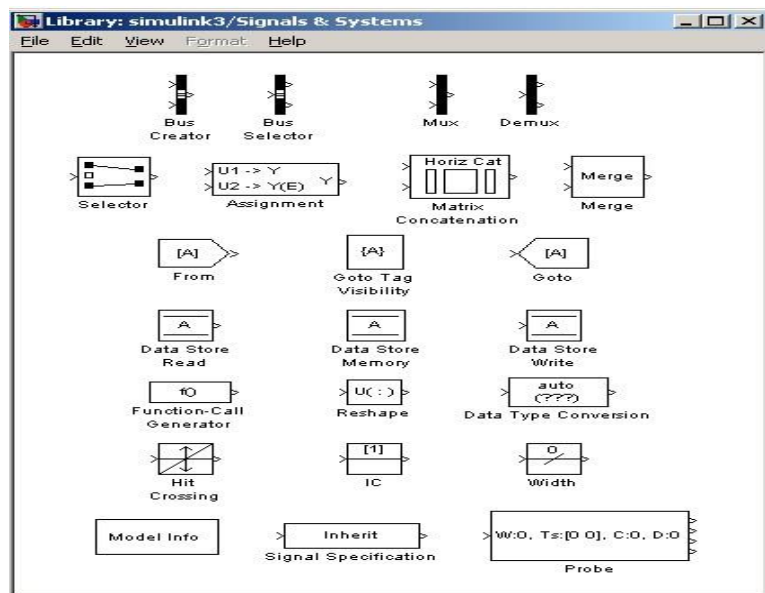 Library: simulink3/Signals & Systems
File Edit View Format Help
Bus Creator
Bus Selector
Mux
Demux
Selector
U1 -> Y
U2 -> Y(E)
Y
Assignment
Horiz Cat
Matrix Concatenation
Merge
Merge
[A]
From
{A}
Goto Tag Visibility
[A]
Goto
A
Data Store Read
A
Data Store Memory
A
Data Store Write
f()
Function-Call Generator
U( : )
Reshape
auto
(???)
Data Type Conversion
Hit Crossing
[1]
IC
0
Width
Model Info
Inherit
Signal Specification
W:0, Ts:[0 0], C:0, D:0
Probe